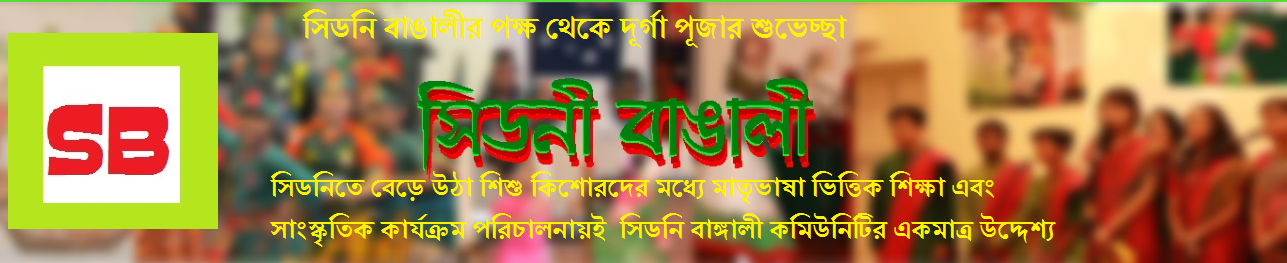 সিডনি বাঙালীর পক্ষ থেকে দূর্গা পূজার শুভেচ্ছা
SB
সিডনী বাঙালী
সিডনিতে বেড়ে উঠা শিশু কিশোরদের মধ্যে মাতৃভাষা ভিত্তিক শিক্ষা এবং
সাংস্কৃতিক কার্যক্রম পরিচালনায়ই সিডনি বাঙ্গালী কমিউনিটির একমাত্র উদ্দেশ্য